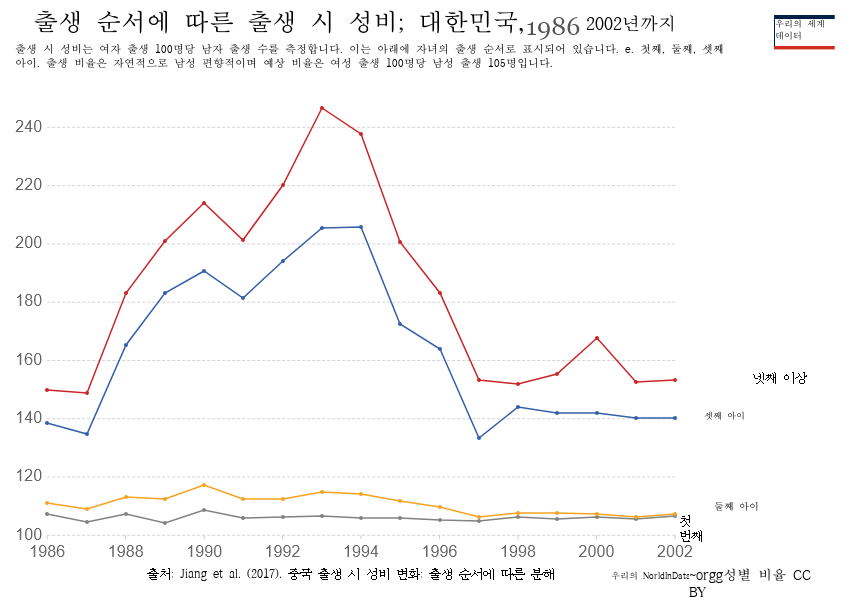 출생 순서에 따른 출생 시 성비; 대한민국,1986 2002년까지
우리의 세계
데이터
출생 시 성비는 여자 출생 100명당 남자 출생 수를 측정합니다. 이는 아래에 자녀의 출생 순서로 표시되어 있습니다. e. 첫째, 둘째, 셋째
아이. 출생 비율은 자연적으로 남성 편향적이며 예상 비율은 여성 출생 100명당 남성 출생 105명입니다.
240
220
200
180
160
140
120
100
넷째 이상
셋째 아이
둘째 아이
첫
번째
1986 1988 1990 1992 1994 1996 1998 2000 2002
출처: Jiang et al. (2017). 중국 출생 시 성비 변화: 출생 순서에 따른 분해
우리의 NorldInData~orgg성별 비율 CC
BY